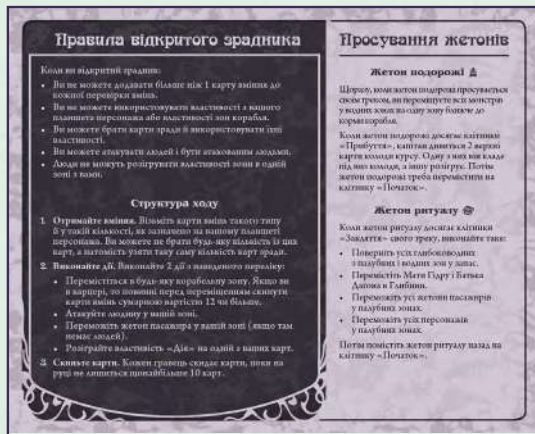 Правила відкритого зрадника
Коли ви відкритий зрадник:
• Ви не можете додавати більше ніж 1 карту вміння до
кожної перевірки вмінь.
• Ви не можете використовувати властивості з вашого
планшета персонажа або властивості зон корабля.
• Ви можете брати карти зради й використовувати їхні
властивості.
• Ви можете атакувати людей і бути атакованим людьми.
• Люди не можуть розігрувати властивості зони в одній
зоні з вами.
Структура ходу
1. Отримайте вміння. Візьміть карти вмінь такого типу
й у такій кількості, як зазначено на вашому планшеті
персонажа. Ви можете не брати будь-яку кількість із цих
карт, а натомість узяти таку саму кількість карт зради.
2. Виконайте дії. Виконайте 2 дії з наведеного переліку:
• Перемістіться в будь-яку корабельну зону. Якщо ви
в карцері, то повинні перед переміщенням скинути
карти вмінь сумарною вартістю 12 чи більше.
• Атакуйте людину у вашій зоні.
• Переможіть жетон пасажира у вашій зоні (якщо там
немає людей).
• Розіграйте властивість «Дія» на одній з ваших карт.
3. Скиньте карти. Кожен гравець скидає карти, поки на
руці не лишиться щонайбільше 10 карт.
Просування жетонів
Жетон подорожі
Щоразу, коли жетон подорожі просувається
своїм треком, ви переміщуєте всіх монстрів
у водних зонах на одну зону ближче до
корми корабля.
Коли жетон подорожі досягає клітинки
«Прибуття», капітан дивиться 2 верхні
карти колоди курсу. Одну з них він кладе
під низ колоди, а іншу розігрує. Потім
жетон подорожі треба перемістити на
клітинку «Початок».
Жетон ритуалу
Коли жетон ритуалу досягає клітинки
«Закляття» свого треку, виконайте таке:
• Поверніть усіх глибоководних
з палубних і водних зон у запас.
• Перемістіть Матір Гідру і Батька
Дагона в Глибини.
• Переможіть усі жетони пасажирів
у палубних зонах.
• Переможіть усіх персонажів
у палубних зонах.
Потім помістіть жетон ритуалу назад на
клітинку «Початок».